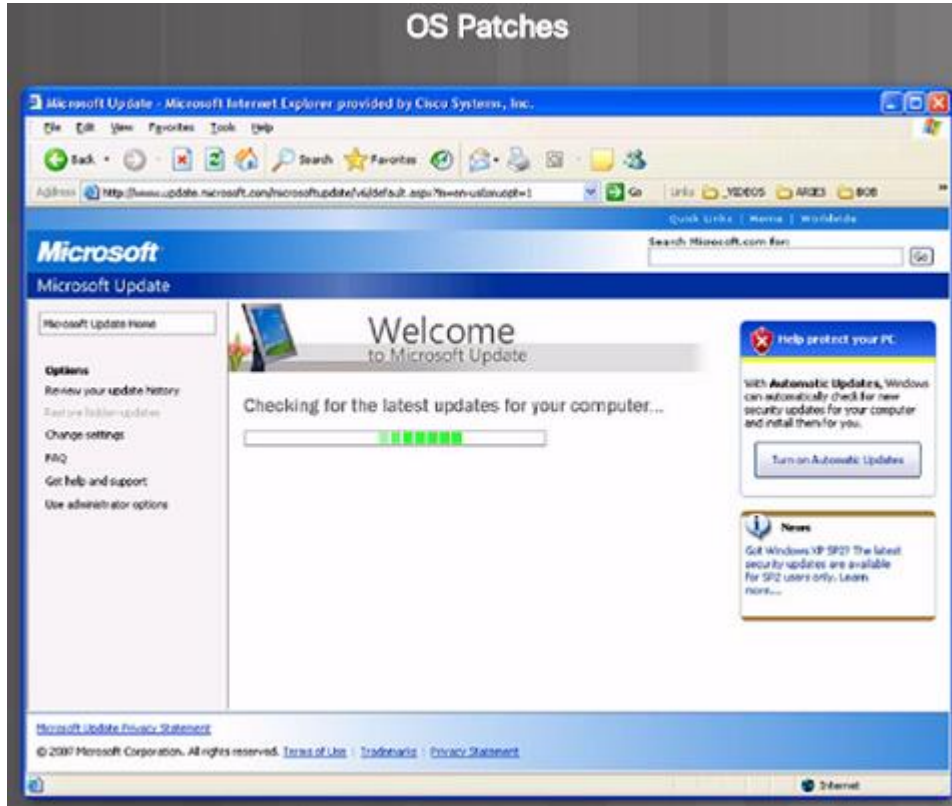 OS Patches
Microsoft Update - Microsoft Internet Explorer provided by Cisco Systems, Inc.
File Edit View Favorites Tools Help
Back Search Favorites
Address Go Links _VIDEOS ARIES BOB
Quick Links | Home | Worldwide
Microsoft
Search Microsoft.com for:
Go
Microsoft Update
Microsoft Update Home
Options
Review your update history
Restore hidden updates
Change settings
FAQ
Get help and support
Use administrator options
Welcome
to Microsoft Update
Checking for the latest updates for your computer...
Help protect your PC
With Automatic Updates, Windows
can automatically check for new
security updates for your computer
and install them for you.
Turn on Automatic Updates
News
Got Windows XP SP2? The latest
security updates are available
for SP2 users only. Learn
more....
Microsoft Update Privacy Statement
© 2007 Microsoft Corporation. All rights reserved. Terms of Use | Trademarks | Privacy Statement
Internet